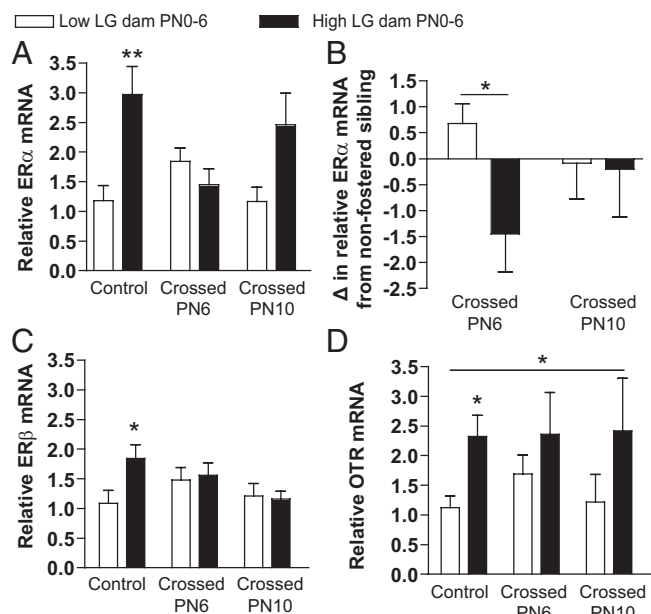 Low LG dam PN0-6 High LG dam PN0-6
A
Relative ERα mRNA
3.5
3.0
2.5
2.0
1.5
1.0
0.5
0.0
**
Control Crossed PN6 Crossed PN10
B
Δ in relative ERα mRNA
from non-fostered sibling
1.5
1.0
0.5
-0.0
-0.5
-1.0
-1.5
-2.0
-2.5
*
Crossed PN6 Crossed PN10
C
Relative ERβ mRNA
3.5
3.0
2.5
2.0
1.5
1.0
0.5
0.0
*
Control Crossed PN6 Crossed PN10
D
Relative OTR mRNA
3.5
3.0
2.5
2.0
1.5
1.0
0.5
0.0
*
*
Control Crossed PN6 Crossed PN10